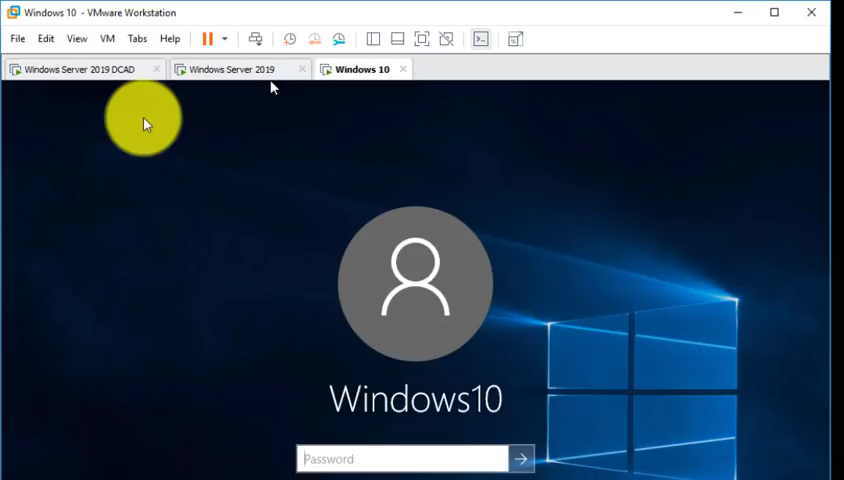 Windows 10 - VMware Workstation
File Edit View VM Tabs Help
Windows Server 2019 DCAD Windows Server 2019 Windows 10
Windows10
Password